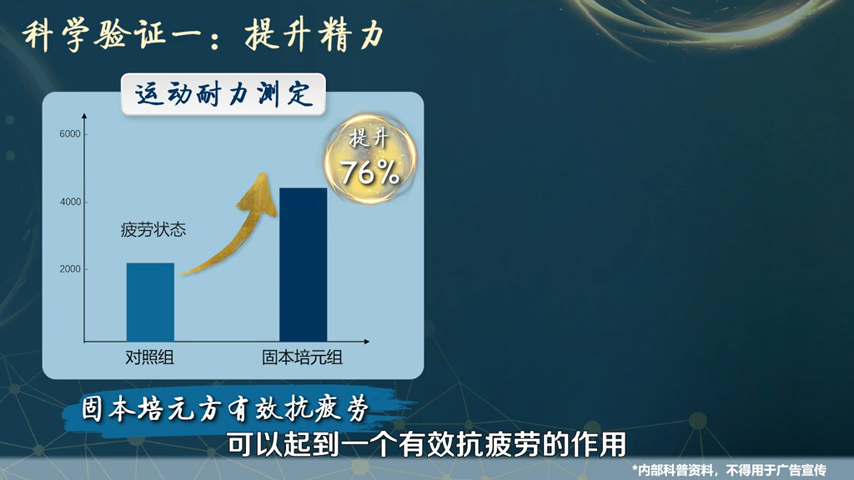 科学验证一：提升精力
运动耐力测定
6000
4000
2000
提升
76%
疲劳状态
对照组
固本培元组
固本培元方有效抗疲劳
可以起到一个有效抗疲劳的作用
*内部科普资料，不得用于广告宣传